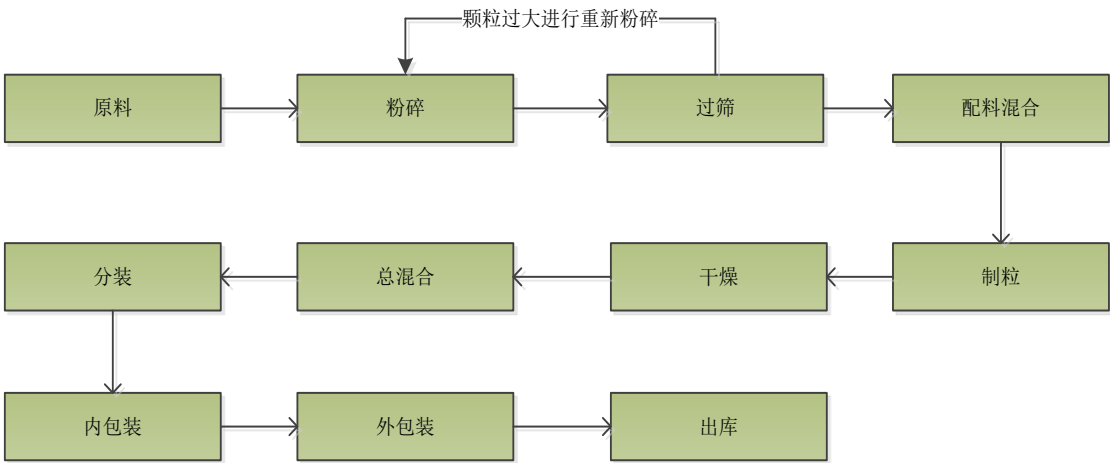 颗粒过大进行重新粉碎
原料
粉碎
过筛
配料混合
分装
总混合
干燥
制粒
内包装
外包装
出库